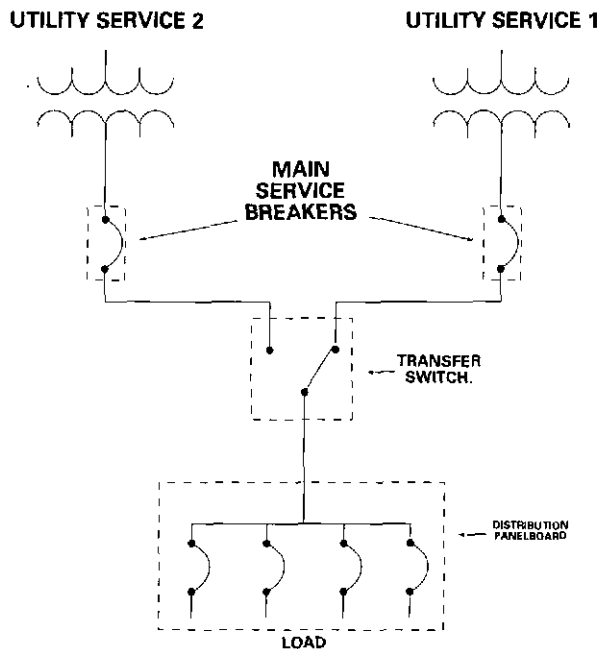 UTILITY SERVICE 2
UTILITY SERVICE 1
MAIN
SERVICE
BREAKERS
TRANSFER
SWITCH.
DISTRIBUTION
PANELBOARD
LOAD